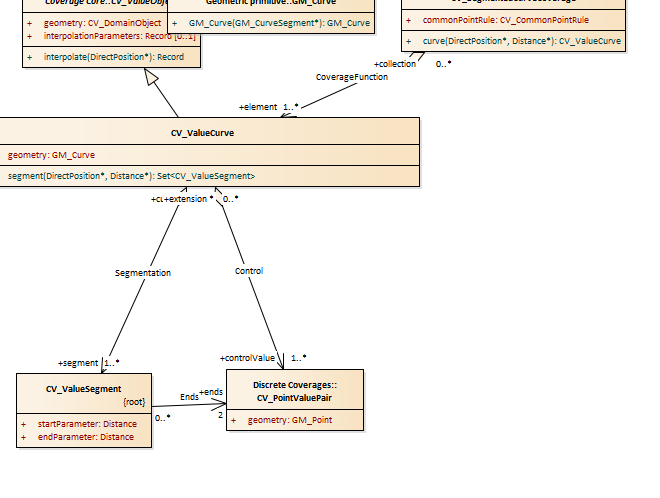 Coverage Core::CV_ValueObj
Geometric primitive::GM_Curve
+ geometry: CV_DomainObject
+ interpolationParameters: Record [0..1]
+ GM_Curve(GM_CurveSegment*): GM_Curve
+ commonPointRule: CV_CommonPointRule
+ interpolate(DirectPosition*): Record
+ curve(DirectPosition*, Distance*): CV_ValueCurve
+collection 0..*
CoverageFunction
+element 1..*
CV_ValueCurve
geometry: GM_Curve
segment(DirectPosition*, Distance*): Set<CV_ValueSegment>
+cu+extension * 0..*
Segmentation
Control
+segment 1..*
+controlValue 1..*
CV_ValueSegment
{root}
+ startParameter: Distance
+ endParameter: Distance
Ends +ends
0..* 2
Discrete Coverages::
CV_PointValuePair
+ geometry: GM_Point